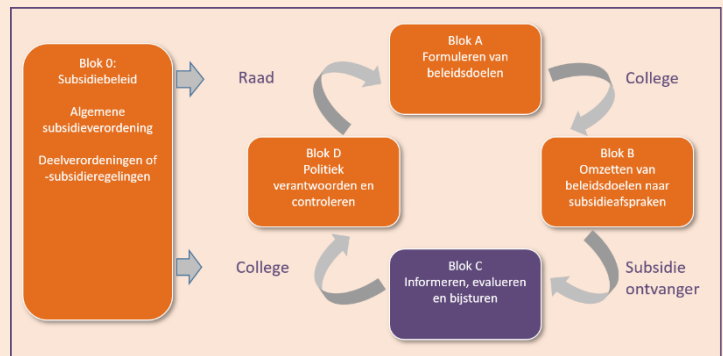 Blok 0:
Subsidiebeleid
Algemene
subsidieverordening
Deelverordeningen of
-subsidieregelingen
Raad
Blok A
Formuleren van
beleidsdoelen
College
Blok D
Politiek
verantwoorden en
controleren
Blok B
Omzetten van
beleidsdoelen naar
subsidieafspraken
College
Blok C
Informeren, evalueren
en bijsturen
Subsidie
ontvanger